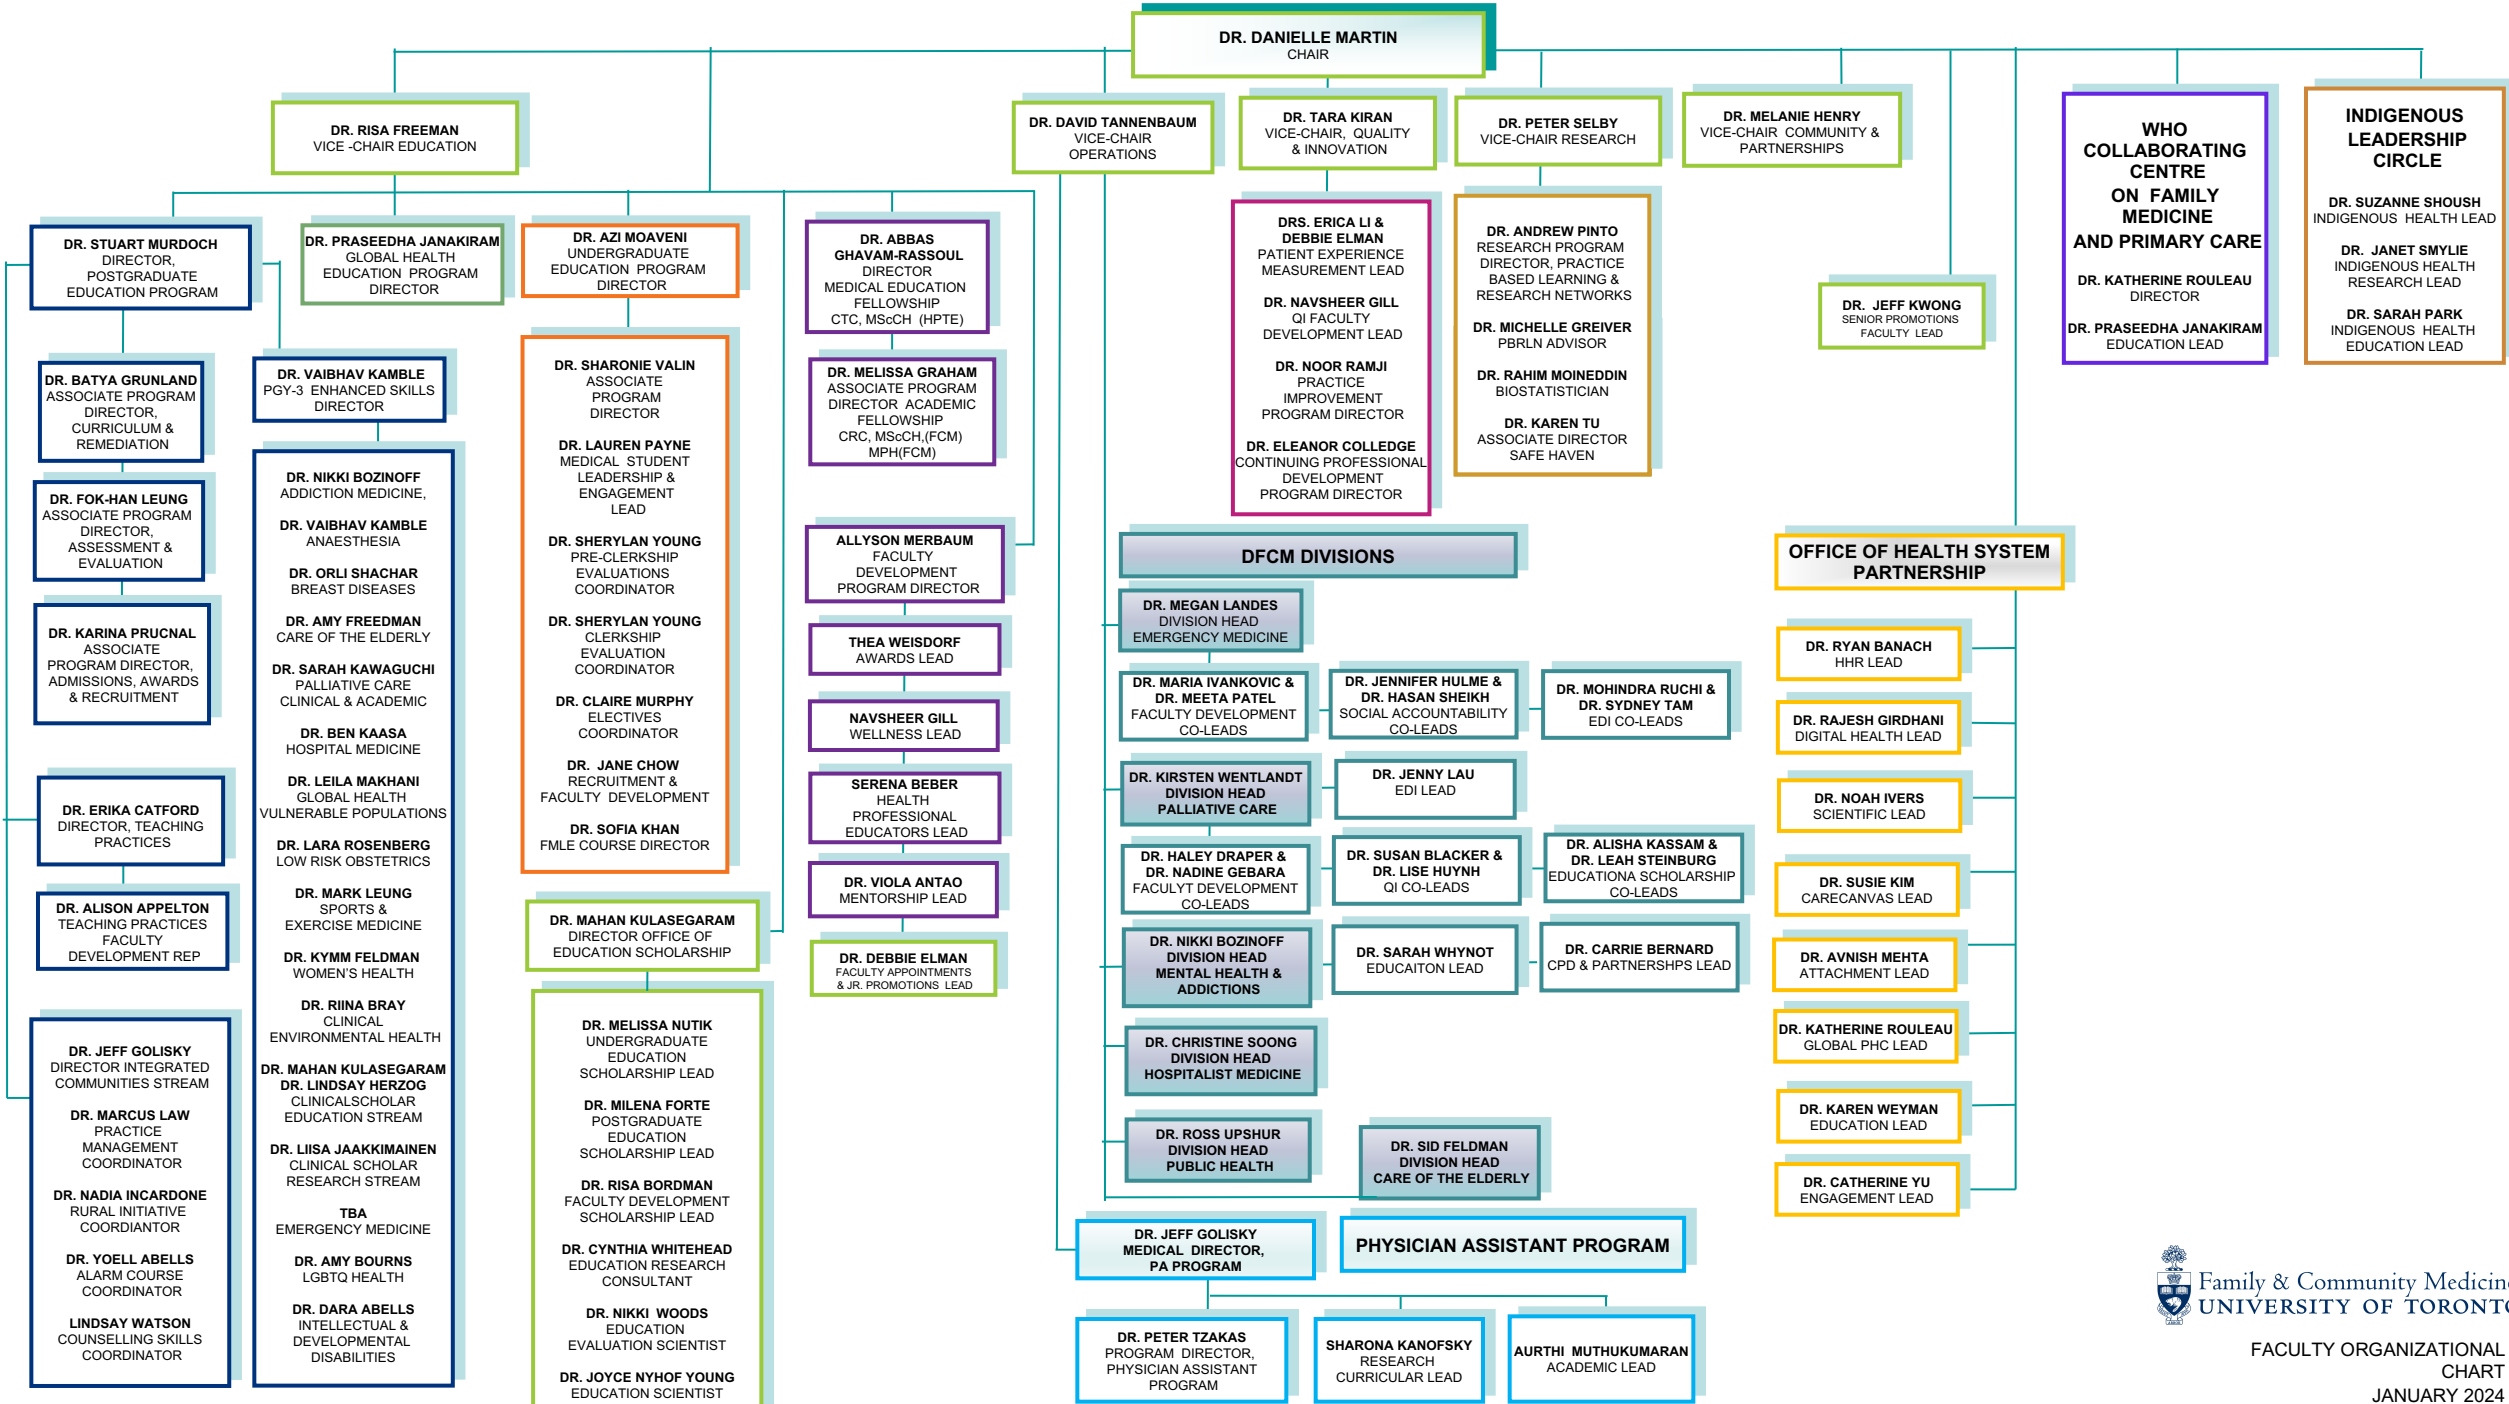 DR. DANIELLE MARTIN
CHAIR
DR. RISA FREEMAN
VICE -CHAIR EDUCATION
DR. DAVID TANNENBAUM
VICE-CHAIR
OPERATIONS
DR. TARA KIRAN
VICE-CHAIR, QUALITY
& INNOVATION
DR. PETER SELBY
VICE-CHAIR RESEARCH
DR. MELANIE HENRY
VICE-CHAIR COMMUNITY &
PARTNERSHIPS
WHO
COLLABORATING
CENTRE
ON FAMILY
MEDICINE
AND PRIMARY CARE
DR. KATHERINE ROULEAU
DIRECTOR
DR. PRASEEDHA JANAKIRAM
EDUCATION LEAD
INDIGENOUS
LEADERSHIP
CIRCLE
DR. SUZANNE SHOUSH
INDIGENOUS HEALTH LEAD
DR. JANET SMYLIE
INDIGENOUS HEALTH
RESEARCH LEAD
DR. SARAH PARK
INDIGENOUS HEALTH
EDUCATION LEAD
DR. JEFF KWONG
SENIOR PROMOTIONS
FACULTY LEAD
DR. STUART MURDOCH
DIRECTOR,
POSTGRADUATE
EDUCATION PROGRAM
DR. PRASEEDHA JANAKIRAM
GLOBAL HEALTH
EDUCATION PROGRAM
DIRECTOR
DR. AZI MOAVENI
UNDERGRADUATE
EDUCATION PROGRAM
DIRECTOR
DR. ABBAS
GHAVAM-RASSOUL
DIRECTOR
MEDICAL EDUCATION
FELLOWSHIP
CTC, MScCH (HPTE)
DR. MELISSA GRAHAM
ASSOCIATE PROGRAM
DIRECTOR ACADEMIC
FELLOWSHIP
CRC, MScCH,(FCM)
MPH(FCM)
DRS. ERICA LI &
DEBBIE ELMAN
PATIENT EXPERIENCE
MEASUREMENT LEAD
DR. NAVSHEER GILL
QI FACULTY
DEVELOPMENT LEAD
DR. NOOR RAMJI
PRACTICE
IMPROVEMENT
PROGRAM DIRECTOR
DR. ELEANOR COLLEDGE
CONTINUING PROFESSIONAL
DEVELOPMENT
PROGRAM DIRECTOR
DR. ANDREW PINTO
RESEARCH PROGRAM
DIRECTOR, PRACTICE
BASED LEARNING &
RESEARCH NETWORKS
DR. MICHELLE GREIVER
PBRLN ADVISOR
DR. RAHIM MOINEDDIN
BIOSTATISTICIAN
DR. KAREN TU
ASSOCIATE DIRECTOR
SAFE HAVEN
DR. BATYA GRUNLAND
ASSOCIATE PROGRAM
DIRECTOR,
CURRICULUM &
REMEDIATION
DR. FOK-HAN LEUNG
ASSOCIATE PROGRAM
DIRECTOR,
ASSESSMENT &
EVALUATION
DR. KARINA PRUCNAL
ASSOCIATE
PROGRAM DIRECTOR,
ADMISSIONS, AWARDS
& RECRUITMENT
DR. ERIKA CATFORD
DIRECTOR, TEACHING
PRACTICES
DR. ALISON APPELTON
TEACHING PRACTICES
FACULTY
DEVELOPMENT REP
DR. JEFF GOLISKY
DIRECTOR INTEGRATED
COMMUNITIES STREAM
DR. MARCUS LAW
PRACTICE
MANAGEMENT
COORDINATOR
DR. NADIA INCARDONE
RURAL INITIATIVE
COORDIANTOR
DR. YOELL ABELLS
ALARM COURSE
COORDINATOR
LINDSAY WATSON
COUNSELLING SKILLS
COORDINATOR
DR. VAIBHAV KAMBLE
PGY-3 ENHANCED SKILLS
DIRECTOR
DR. NIKKI BOZINOFF
ADDICTION MEDICINE,
DR. VAIBHAV KAMBLE
ANAESTHESIA
DR. ORLI SHACHAR
BREAST DISEASES
DR. AMY FREEDMAN
CARE OF THE ELDERLY
DR. SARAH KAWAGUCHI
PALLIATIVE CARE
CLINICAL & ACADEMIC
DR. BEN KAASA
HOSPITAL MEDICINE
DR. LEILA MAKHANI
GLOBAL HEALTH
VULNERABLE POPULATIONS
DR. LARA ROSENBERG
LOW RISK OBSTETRICS
DR. MARK LEUNG
SPORTS &
EXERCISE MEDICINE
DR. KYMM FELDMAN
WOMEN'S HEALTH
DR. RIINA BRAY
CLINICAL
ENVIRONMENTAL HEALTH
DR. MAHAN KULASEGARAM
DR. LINDSAY HERZOG
CLINICALSCHOLAR
EDUCATION STREAM
DR. LIISA JAAKKIMAINEN
CLINICAL SCHOLAR
RESEARCH STREAM
TBA
EMERGENCY MEDICINE
DR. AMY BOURNS
LGBTQ HEALTH
DR. DARA ABELLS
INTELLECTUAL &
DEVELOPMENTAL
DISABILITIES
DR. SHARONIE VALIN
ASSOCIATE
PROGRAM
DIRECTOR
DR. LAUREN PAYNE
MEDICAL STUDENT
LEADERSHIP &
ENGAGEMENT
LEAD
DR. SHERYLAN YOUNG
PRE-CLERKSHIP
EVALUATIONS
COORDINATOR
DR. SHERYLAN YOUNG
CLERKSHIP
EVALUATION
COORDINATOR
DR. CLAIRE MURPHY
ELECTIVES
COORDINATOR
DR. JANE CHOW
RECRUITMENT &
FACULTY DEVELOPMENT
DR. SOFIA KHAN
FMLE COURSE DIRECTOR
DR. MAHAN KULASEGARAM
DIRECTOR OFFICE OF
EDUCATION SCHOLARSHIP
DR. MELISSA NUTIK
UNDERGRADUATE
EDUCATION
SCHOLARSHIP LEAD
DR. MILENA FORTE
POSTGRADUATE
EDUCATION
SCHOLARSHIP LEAD
DR. RISA BORDMAN
FACULTY DEVELOPMENT
SCHOLARSHIP LEAD
DR. CYNTHIA WHITEHEAD
EDUCATION RESEARCH
CONSULTANT
DR. NIKKI WOODS
EDUCATION
EVALUATION SCIENTIST
DR. JOYCE NYHOF YOUNG
EDUCATION SCIENTIST
ALLYSON MERBAUM
FACULTY
DEVELOPMENT
PROGRAM DIRECTOR
THEA WEISDORF
AWARDS LEAD
NAVSHEER GILL
WELLNESS LEAD
SERENA BEBER
HEALTH
PROFESSIONAL
EDUCATORS LEAD
DR. VIOLA ANTAO
MENTORSHIP LEAD
DR. DEBBIE ELMAN
FACULTY APPOINTMENTS
& JR. PROMOTIONS LEAD
DFCM DIVISIONS
DR. MEGAN LANDES
DIVISION HEAD
EMERGENCY MEDICINE
DR. MARIA IVANKOVIC &
DR. MEETA PATEL
FACULTY DEVELOPMENT
CO-LEADS
DR. JENNIFER HULME &
DR. HASAN SHEIKH
SOCIAL ACCOUNTABILITY
CO-LEADS
DR. MOHINDRA RUCHI &
DR. SYDNEY TAM
EDI CO-LEADS
DR. KIRSTEN WENTLANDT
DIVISION HEAD
PALLIATIVE CARE
DR. JENNY LAU
EDI LEAD
DR. HALEY DRAPER &
DR. NADINE GEBARA
FACULYT DEVELOPMENT
CO-LEADS
DR. SUSAN BLACKER &
DR. LISE HUYNH
QI CO-LEADS
DR. ALISHA KASSAM &
DR. LEAH STEINBURG
EDUCATIONA SCHOLARSHIP
CO-LEADS
DR. NIKKI BOZINOFF
DIVISION HEAD
MENTAL HEALTH &
ADDICTIONS
DR. SARAH WHYNOT
EDUCAITON LEAD
DR. CARRIE BERNARD
CPD & PARTNERSHPS LEAD
DR. CHRISTINE SOONG
DIVISION HEAD
HOSPITALIST MEDICINE
DR. ROSS UPSHUR
DIVISION HEAD
PUBLIC HEALTH
DR. SID FELDMAN
DIVISION HEAD
CARE OF THE ELDERLY
DR. JEFF GOLISKY
MEDICAL DIRECTOR,
PA PROGRAM
PHYSICIAN ASSISTANT PROGRAM
DR. PETER TZAKAS
PROGRAM DIRECTOR,
PHYSICIAN ASSISTANT
PROGRAM
SHARONA KANOFSKY
RESEARCH
CURRICULAR LEAD
AURTHI MUTHUKUMARAN
ACADEMIC LEAD
OFFICE OF HEALTH SYSTEM
PARTNERSHIP
DR. RYAN BANACH
HHR LEAD
DR. RAJESH GIRDHANI
DIGITAL HEALTH LEAD
DR. NOAH IVERS
SCIENTIFIC LEAD
DR. SUSIE KIM
CARECANVAS LEAD
DR. AVNISH MEHTA
ATTACHMENT LEAD
DR. KATHERINE ROULEAU
GLOBAL PHC LEAD
DR. KAREN WEYMAN
EDUCATION LEAD
DR. CATHERINE YU
ENGAGEMENT LEAD
Family & Community Medicine
UNIVERSITY OF TORONTO
FACULTY ORGANIZATIONAL
CHART
JANUARY 2024